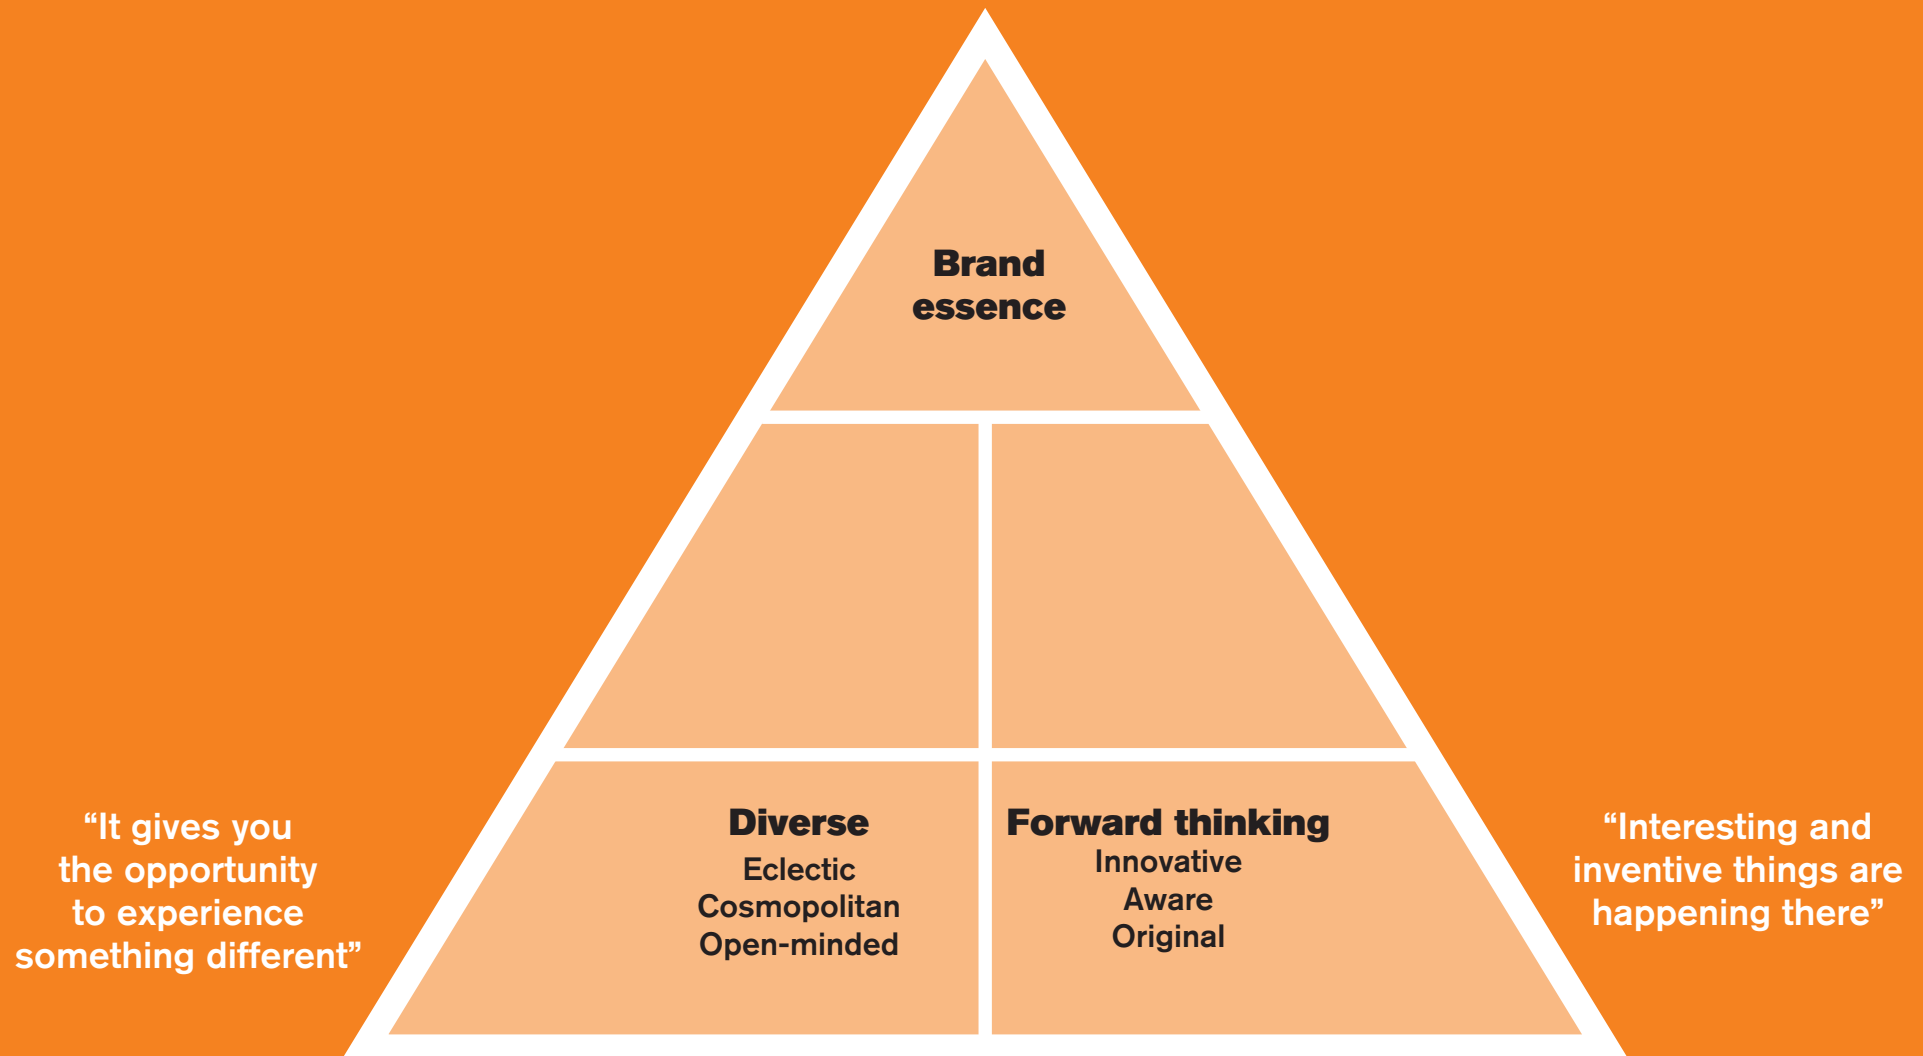 Brand
essence
“It gives you
the opportunity
to experience
something different”
Diverse
Eclectic
Cosmopolitan
Open-minded
Forward thinking
Innovative
Aware
Original
“Interesting and
inventive things are
happening there”